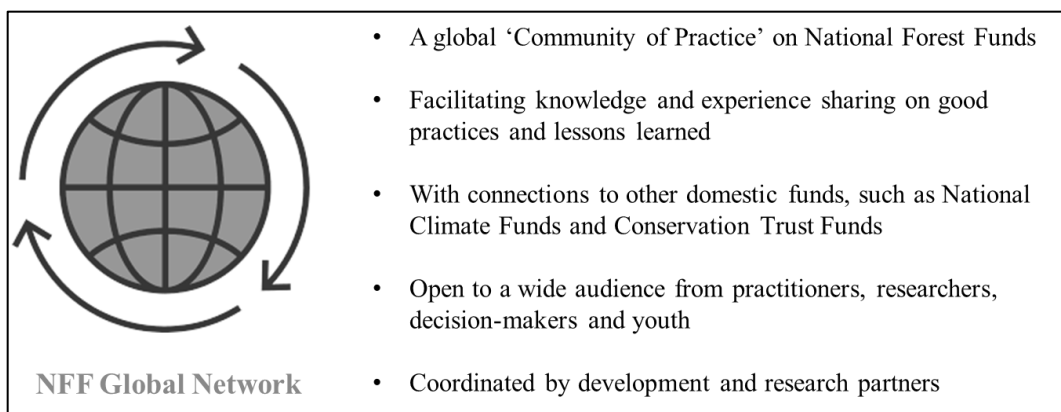 • A global ‘Community of Practice’ on National Forest Funds
• Facilitating knowledge and experience sharing on good
practices and lessons learned
• With connections to other domestic funds, such as National
Climate Funds and Conservation Trust Funds
• Open to a wide audience from practitioners, researchers,
decision-makers and youth
• Coordinated by development and research partners
NFF Global Network